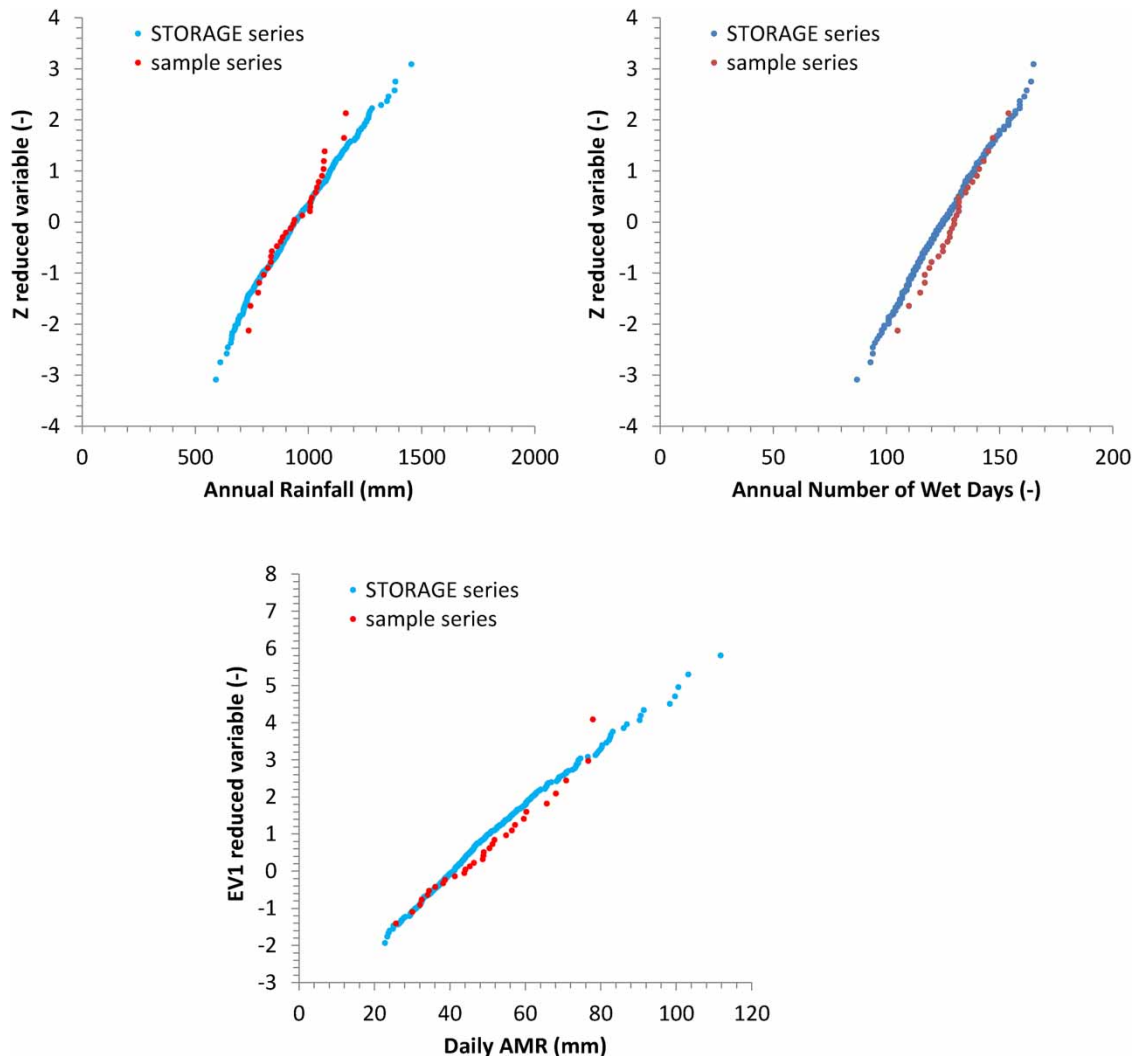 4
3
2
1
0
-1
-2
-3
-4
Z reduced variable (-)
STORAGE series
sample series
0 500 1000 1500 2000
Annual Rainfall (mm)
4
3
2
1
0
-1
-2
-3
-4
Z reduced variable (-)
STORAGE series
sample series
0 50 100 150 200
Annual Number of Wet Days (-)
8
7
6
5
4
3
2
1
0
-1
-2
-3
EV1 reduced variable (-)
STORAGE series
sample series
0 20 40 60 80 100 120
Daily AMR (mm)